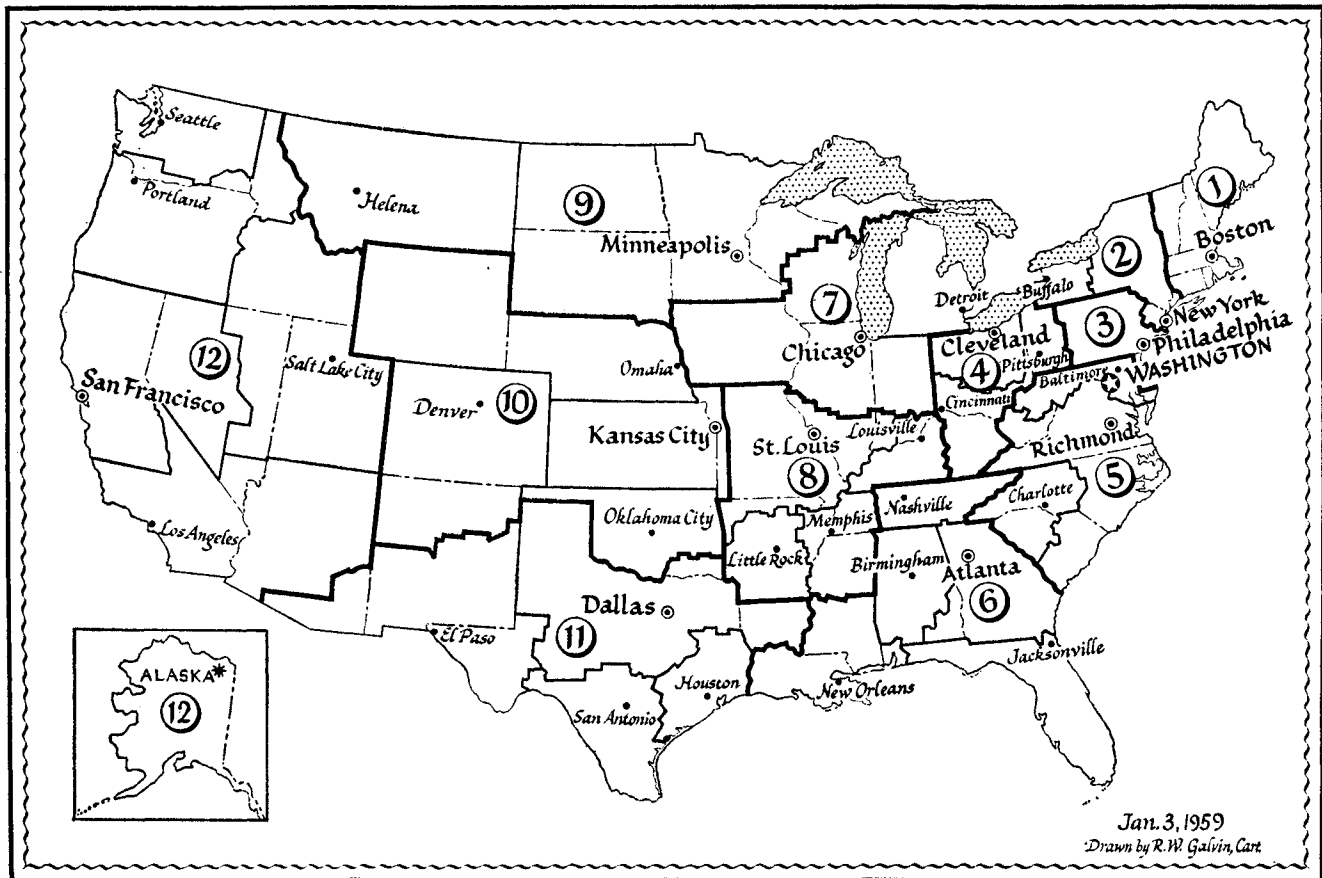 Seattle
Portland
Helena
9
Minneapolis
1
Boston
2
Buffalo
Detroit
7
Chicago
Cleveland
4
Pittsburgh
3
New York
Philadelphia
WASHINGTON
Baltimore
Cincinnati
12
Salt Lake City
San Francisco
Omaha
Denver
10
Kansas City
St. Louis
8
Louisville
Richmond
5
Charlotte
Nashville
Memphis
Los Angeles
Oklahoma City
Little Rock
Birmingham
Atlanta
6
Dallas
11
El Paso
Houston
San Antonio
New Orleans
Jacksonville
ALASKA*
12
Jan. 3, 1959
Drawn by R.W. Galvin, Cart.